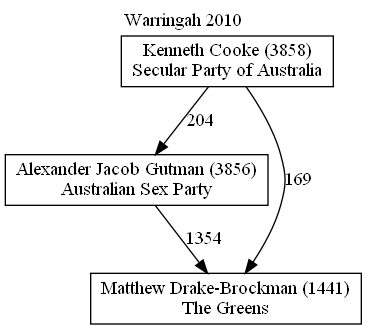 Warringah 2010
Kenneth Cooke (3858)
Secular Party of Australia
204
169
Alexander Jacob Gutman (3856)
Australian Sex Party
1354
Matthew Drake-Brockman (1441)
The Greens